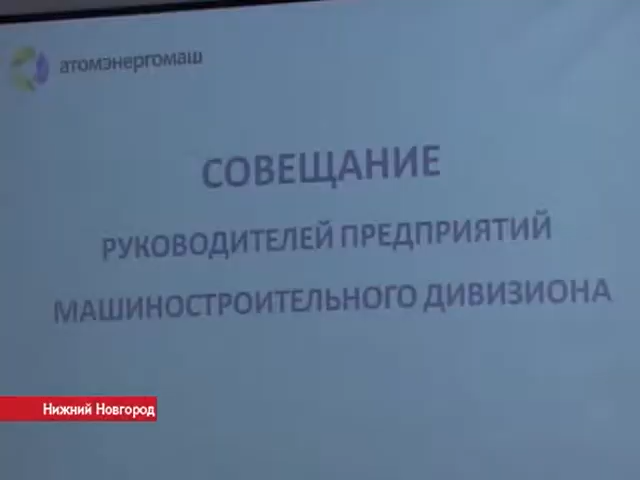 атомэнергомаш
СОВЕЩАНИЕ
РУКОВОДИТЕЛЕЙ ПРЕДПРИЯТИЙ
МАШИНОСТРОИТЕЛЬНОГО ДИВИЗИОНА
Нижний Новгород